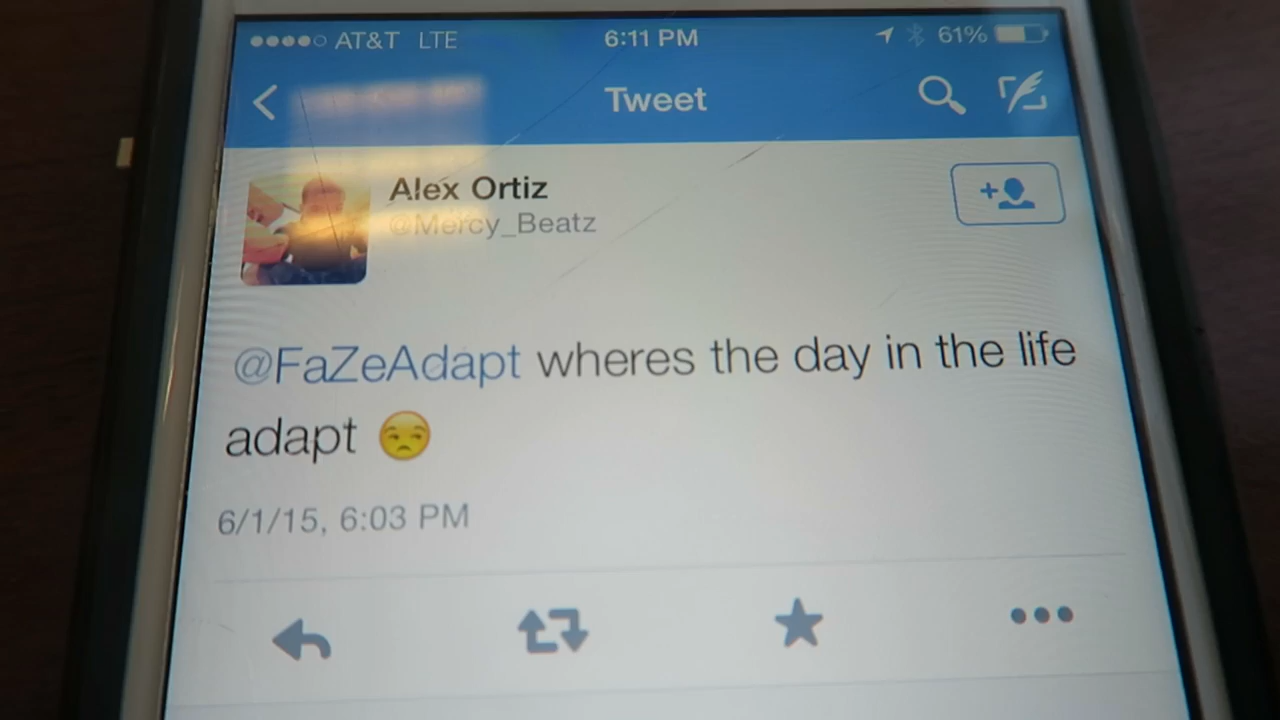 AT&T LTE 6:11 PM 61%
Tweet
Alex Ortiz
@Mercy_Beatz
@FaZeAdapt wheres the day in the life
adapt 😒
6/1/15, 6:03 PM